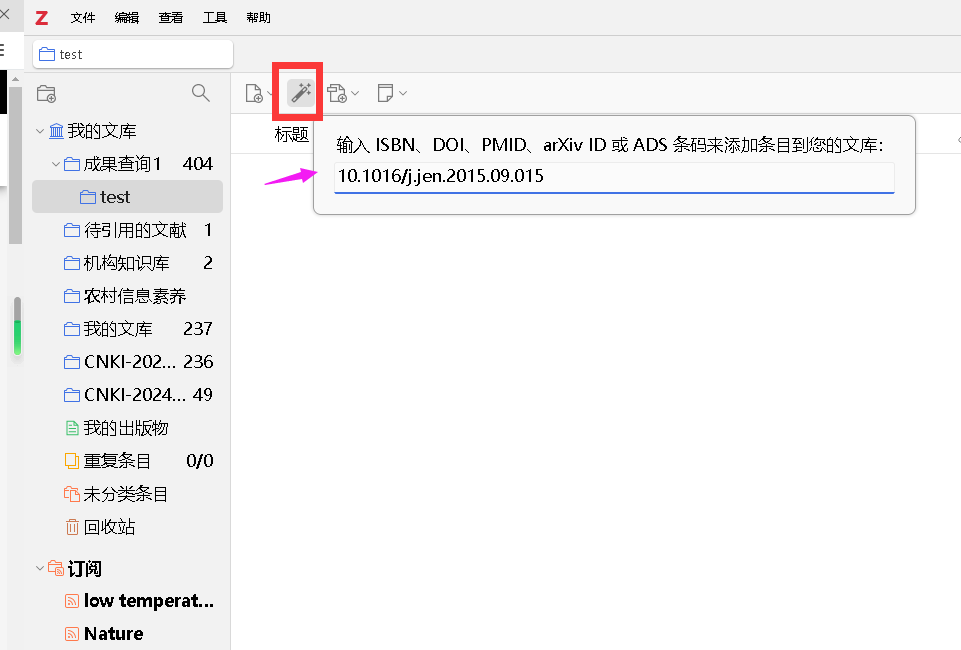 Z 文件 编辑 查看 工具 帮助
test
标题
输入 ISBN、DOI、PMID、arXiv ID 或 ADS 条码来添加条目到您的文库：
10.1016/j.jen.2015.09.015
我的文库
成果查询1 404
test
待引用的文献 1
机构知识库 2
农村信息素养
我的文库 237
CNKI-202... 236
CNKI-2024... 49
我的出版物
重复条目 0/0
未分类条目
回收站
订阅
low temperat...
Nature